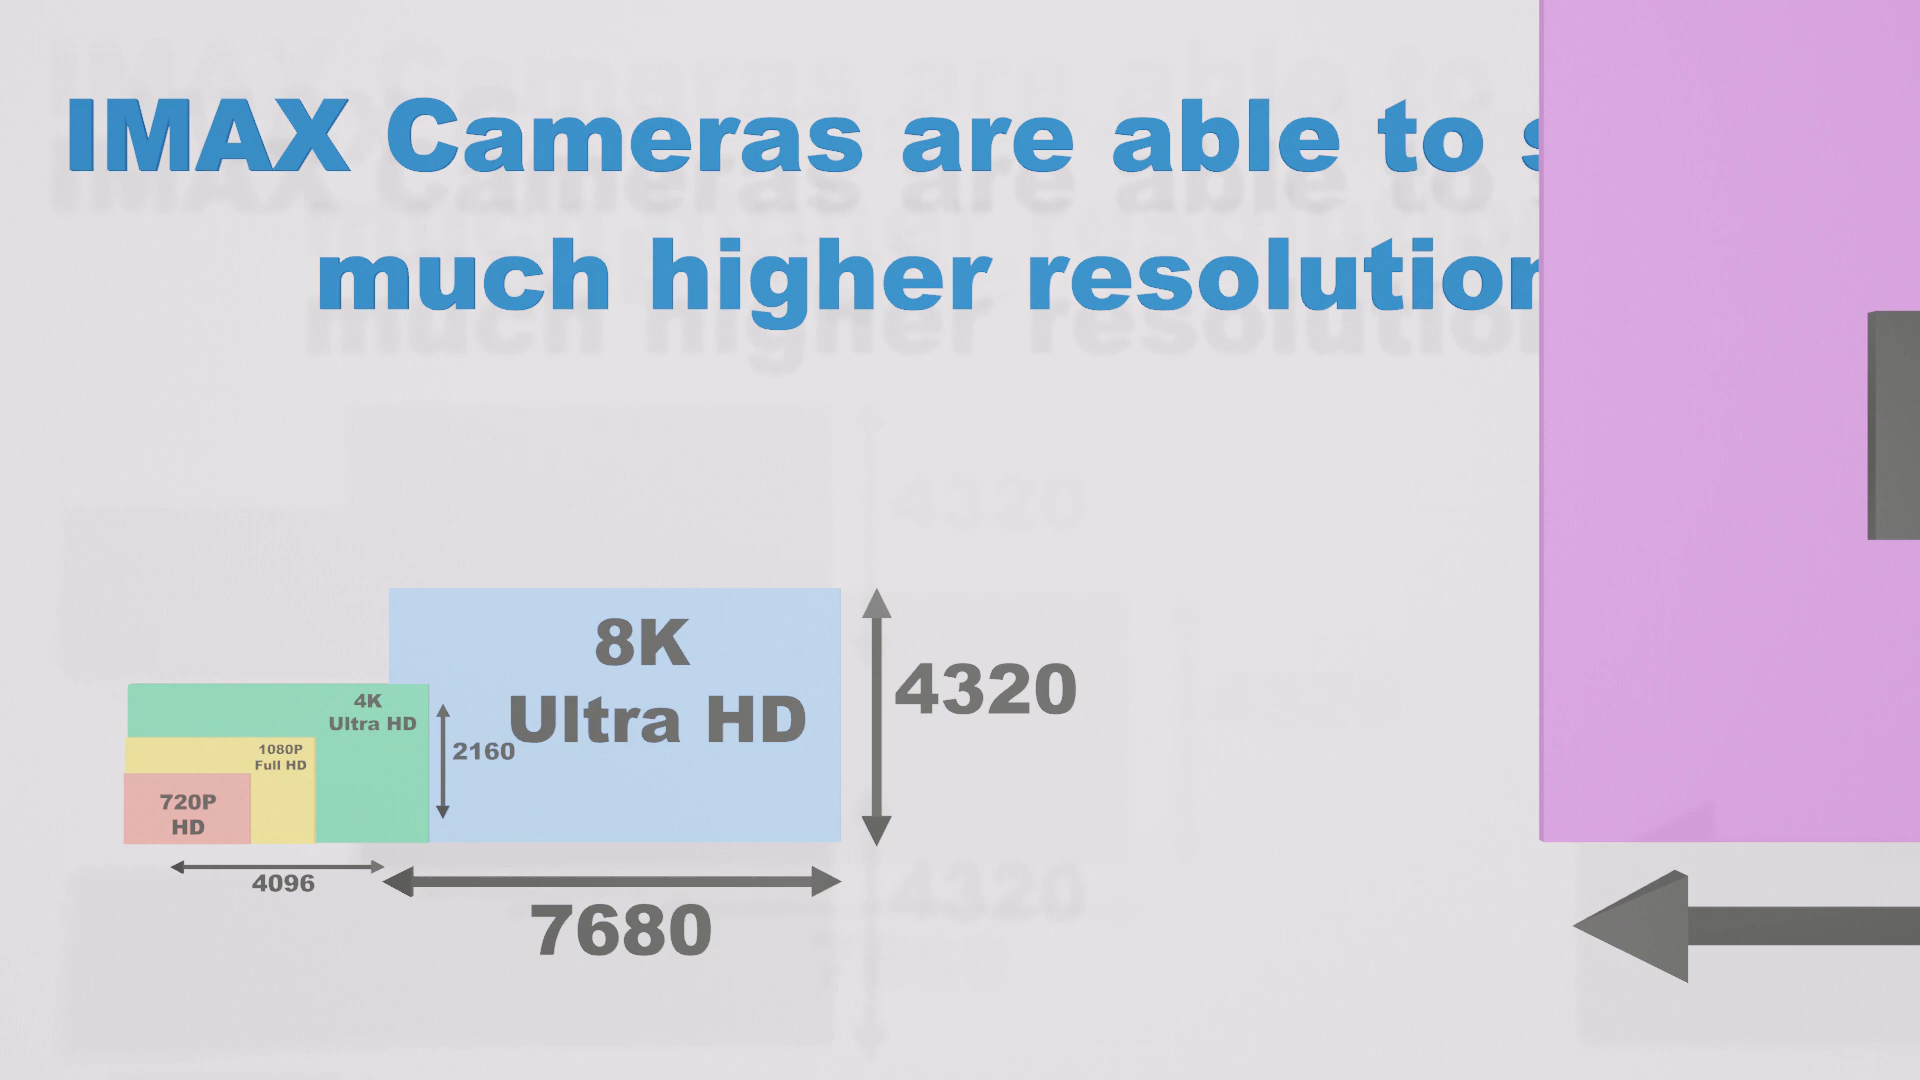 IMAX Cameras are able to
much higher resolution
8K
Ultra HD
4320
4K
Ultra HD
2160
1080P
Full HD
720P
HD
4096
7680